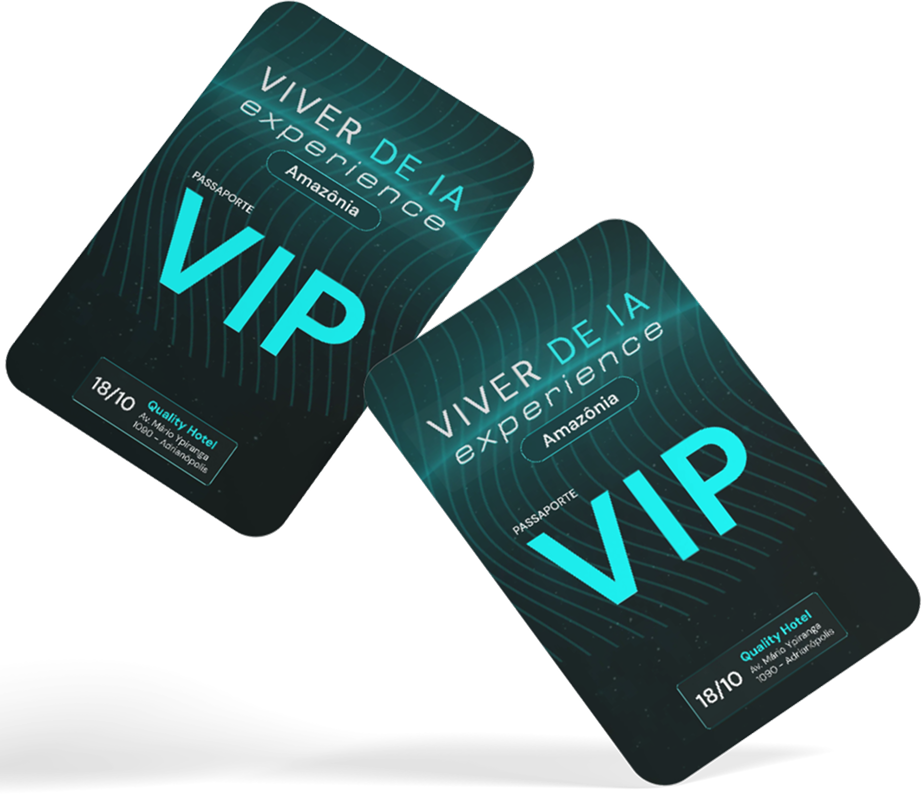 VIVER DE IA
experience
Amazônia
PASSAPORTE
VIP
18/10
Quality Hotel
Av. Mário Ypiranga
1090 - Adrianópolis
VIVER DE IA
experience
Amazônia
PASSAPORTE
VIP
18/10
Quality Hotel
Av. Mário Ypiranga
1090 - Adrianópolis